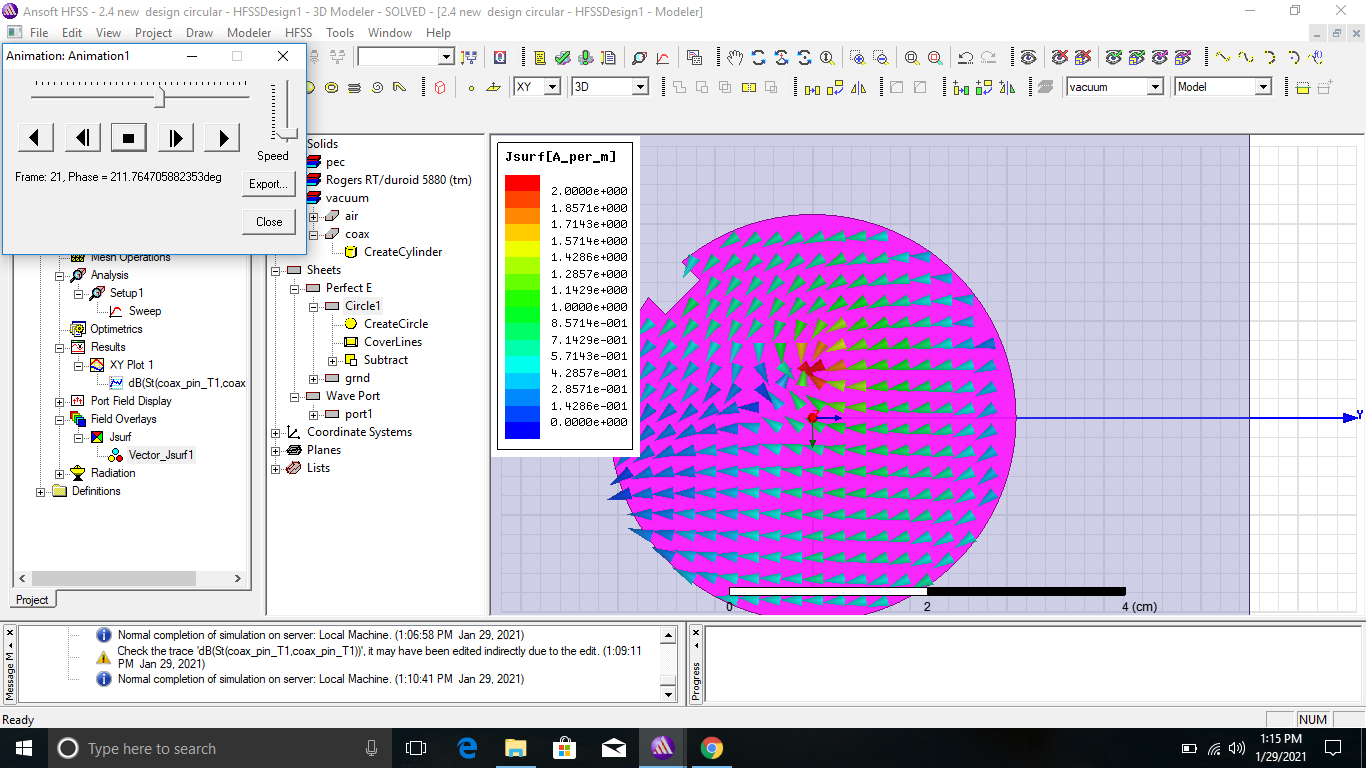 Ansoft HFSS - 2.4 new  design circular - HFSSDesign1 - 3D Modeler - SOLVED - [2.4 new  design circular - HFSSDesign1 - Modeler]
File Edit View Project Draw Modeler HFSS Tools Window Help
Animation: Animation1
Speed
Frame: 21, Phase = 211.764705882353deg
Export...
Close
XY
3D
vacuum
Model
Mesh Operations
Analysis
Setup1
Sweep
Optimetrics
Results
XY Plot 1
dB(St(coax_pin_T1,coax
Port Field Display
Field Overlays
Jsurf
Vector_Jsurf1
Radiation
Definitions
Project
Solids
pec
Rogers RT/duroid 5880 (tm)
vacuum
air
coax
CreateCylinder
Sheets
Perfect E
Circle1
CreateCircle
CoverLines
Subtract
grnd
Wave Port
port1
Coordinate Systems
Planes
Lists
Jsurf[A_per_m]
2.0000e+000
1.8571e+000
1.7143e+000
1.5714e+000
1.4286e+000
1.2857e+000
1.1429e+000
1.0000e+000
8.5714e-001
7.1429e-001
5.7143e-001
4.2857e-001
2.8571e-001
1.4286e-001
0.0000e+000
Y
0
2
4 (cm)
Message M
Normal completion of simulation on server: Local Machine. (1:06:58 PM  Jan 29, 2021)
Check the trace 'dB(St(coax_pin_T1,coax_pin_T1))', it may have been edited indirectly due to the edit. (1:09:11
PM  Jan 29, 2021)
Normal completion of simulation on server: Local Machine. (1:10:41 PM  Jan 29, 2021)
Progress
Ready
NUM
Type here to search
1:15 PM
1/29/2021